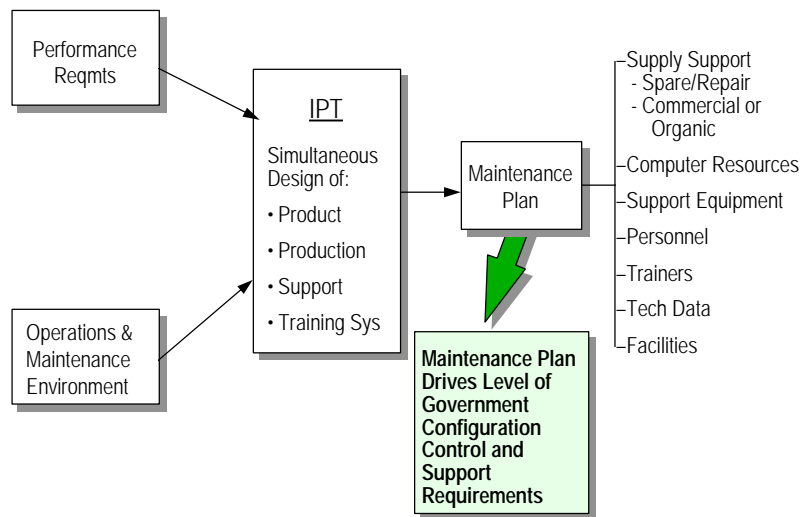 Performance
Reqmts
Operations &
Maintenance
Environment
IPT
Simultaneous
Design of:
• Product
• Production
• Support
• Training Sys
Maintenance
Plan
Maintenance Plan
Drives Level of
Government
Configuration
Control and
Support
Requirements
–Supply Support
- Spare/Repair
- Commercial or
Organic
–Computer Resources
–Support Equipment
–Personnel
–Trainers
–Tech Data
–Facilities